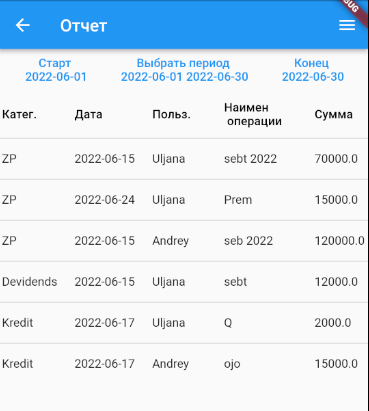 Отчет
Старт Выбрать период Конец
2022-06-01 2022-06-01 2022-06-30 2022-06-30
Катег. Дата Польз. Наимен операции Сумма
ZP 2022-06-15 Uljana sebt 2022 70000.0
ZP 2022-06-24 Uljana Prem 15000.0
ZP 2022-06-15 Andrey seb 2022 120000.0
Devidends 2022-06-15 Uljana sebt 12000.0
Kredit 2022-06-17 Uljana Q 2000.0
Kredit 2022-06-17 Andrey ojo 15000.0